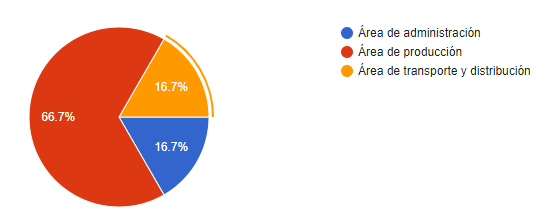 Área de administración
Área de producción
Área de transporte y distribución
16.7%
66.7%
16.7%